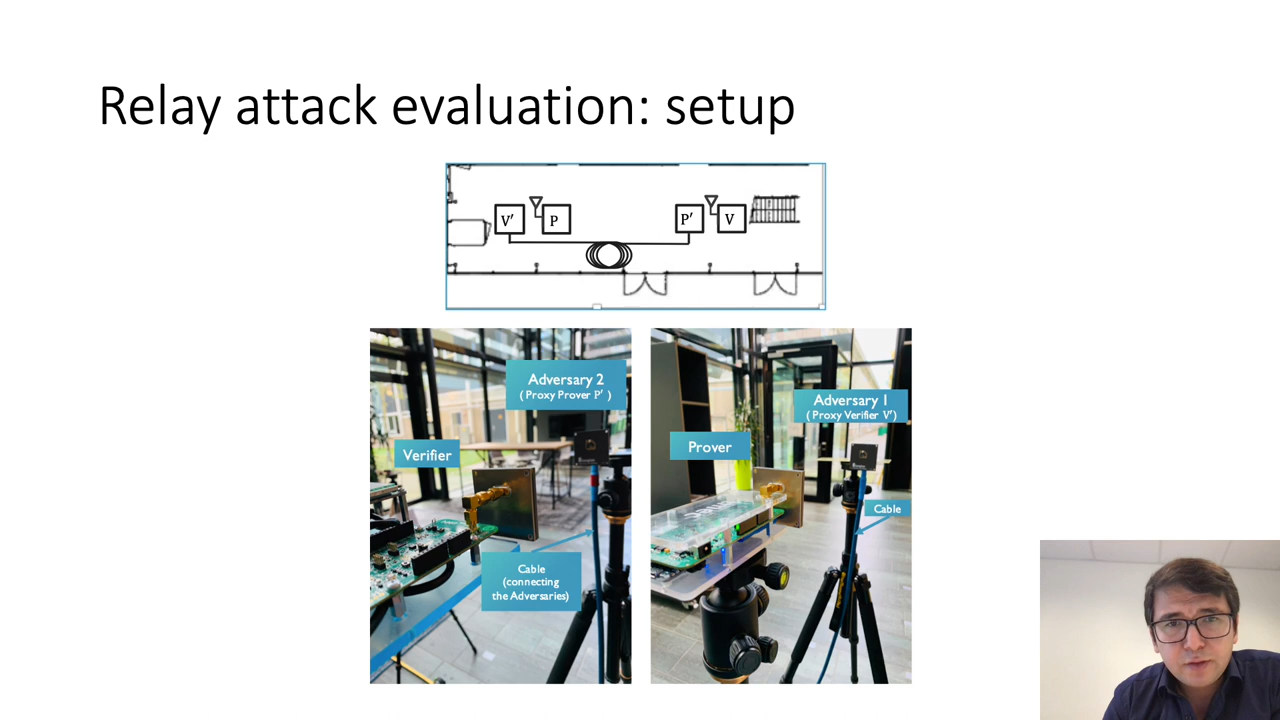 Relay attack evaluation: setup
V′ P P′ V
Adversary 2
( Proxy Prover P′ )
Verifier
Cable
(connecting
the Adversaries)
Adversary 1
( Proxy Verifier V′)
Prover
Cable